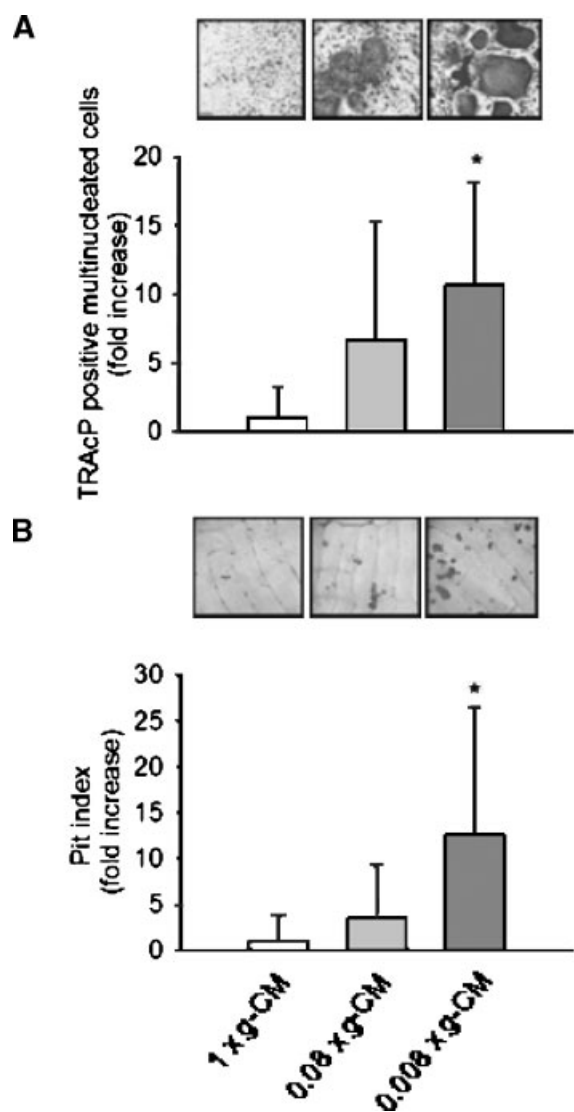 A
TRAcP positive multinucleated cells
(fold increase)
20
15
10
5
0
*
B
Pit index
(fold increase)
30
25
20
15
10
5
0
*
1 x g-CM
0.08 x g-CM
0.008 x g-CM